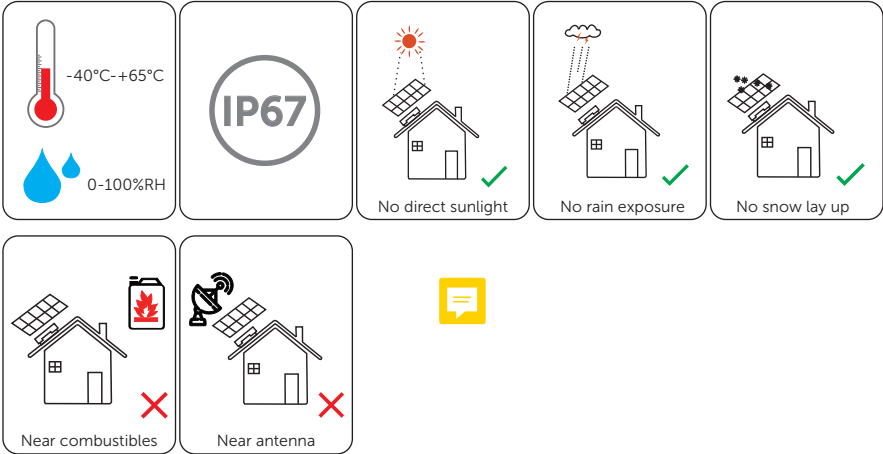 -40°C-+65°C
0-100%RH
IP67
No direct sunlight
No rain exposure
No snow lay up
Near combustibles
Near antenna